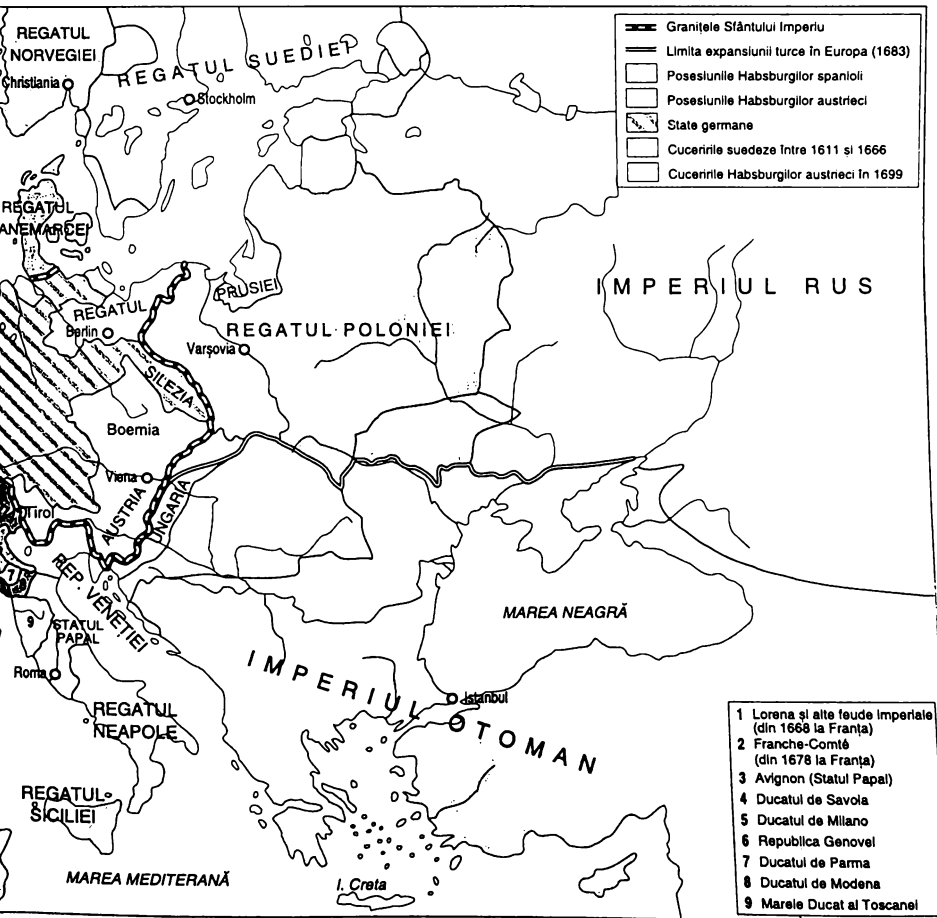 REGATUL
NORVEGIEI
Christiania
REGATUL SUEDIEI
Stockholm
Granițele Sfântului Imperiu
Limita expansiunii turce în Europa (1683)
Posesiunile Habsburgilor spanioli
Posesiunile Habsburgilor austrieci
State germane
Cuceririle suedeze între 1611 și 1666
Cuceririle Habsburgilor austrieci în 1699
REGATUL
ANEMARCEI
PRUSIEI
REGATUL
Berlin
REGATUL POLONIEI
Varșovia
IMPERIUL RUS
SILEZIA
Boemia
Viena
AUSTRIA
UNGARIA
Tirol
REP. VENEȚIEI
7
9
STATUL
PAPAL
Roma
MAREA NEAGRĂ
IMPERIUL OTOMAN
Istanbul
REGATUL
NEAPOLE
REGATUL
SICILIEI
MAREA MEDITERANĂ
I. Creta
1 Lorena și alte feude imperiale
(din 1668 la Franța)
2 Franche-Comté
(din 1678 la Franța)
3 Avignon (Statul Papal)
4 Ducatul de Savoia
5 Ducatul de Milano
6 Republica Genovei
7 Ducatul de Parma
8 Ducatul de Modena
9 Marele Ducat al Toscanei